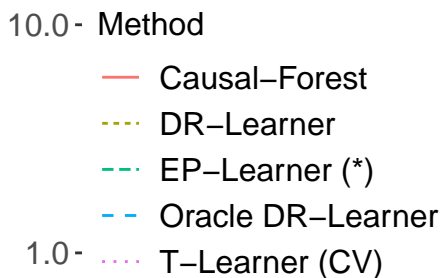 10.0 Method
Causal–Forest
DR–Learner
EP–Learner (*)
Oracle DR–Learner
1.0 T–Learner (CV)